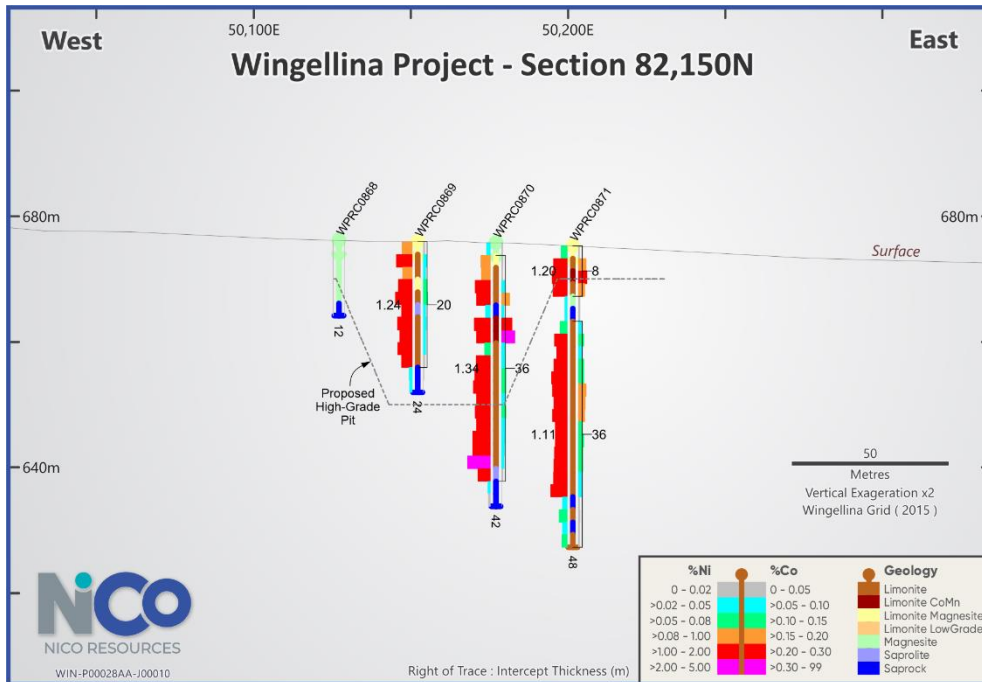 West
50,100E
50,200E
East
Wingellina Project - Section 82,150N
680m
680m
WPRC0868
WPRC0869
WPRC0870
WPRC0871
Surface
1.20
8
1.24
20
12
1.34
36
Proposed
High-Grade
Pit
24
1.11
36
640m
42
48
50
Metres
Vertical Exageration x2
Wingellina Grid ( 2015 )
%Ni %Co Geology
0 - 0.02 0 - 0.05 Limonite
>0.02 - 0.05 >0.05 - 0.10 Limonite CoMn
>0.05 - 0.08 >0.10 - 0.15 Limonite Magnesite
>0.08 - 1.00 >0.15 - 0.20 Limonite LowGrade
>1.00 - 2.00 >0.20 - 0.30 Magnesite
>2.00 - 5.00 >0.30 - 99 Saprolite
Saprock
NiCo
NICO RESOURCES
WIN-P00028AA-J00010
Right of Trace : Intercept Thickness (m)